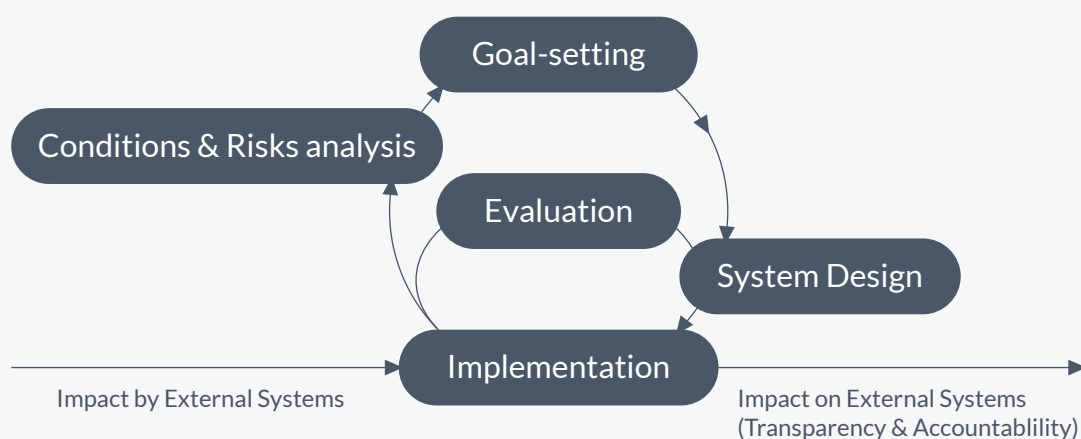 Goal-setting
Conditions & Risks analysis
Evaluation
System Design
Implementation
Impact by External Systems
Impact on External Systems
(Transparency & Accountablility)